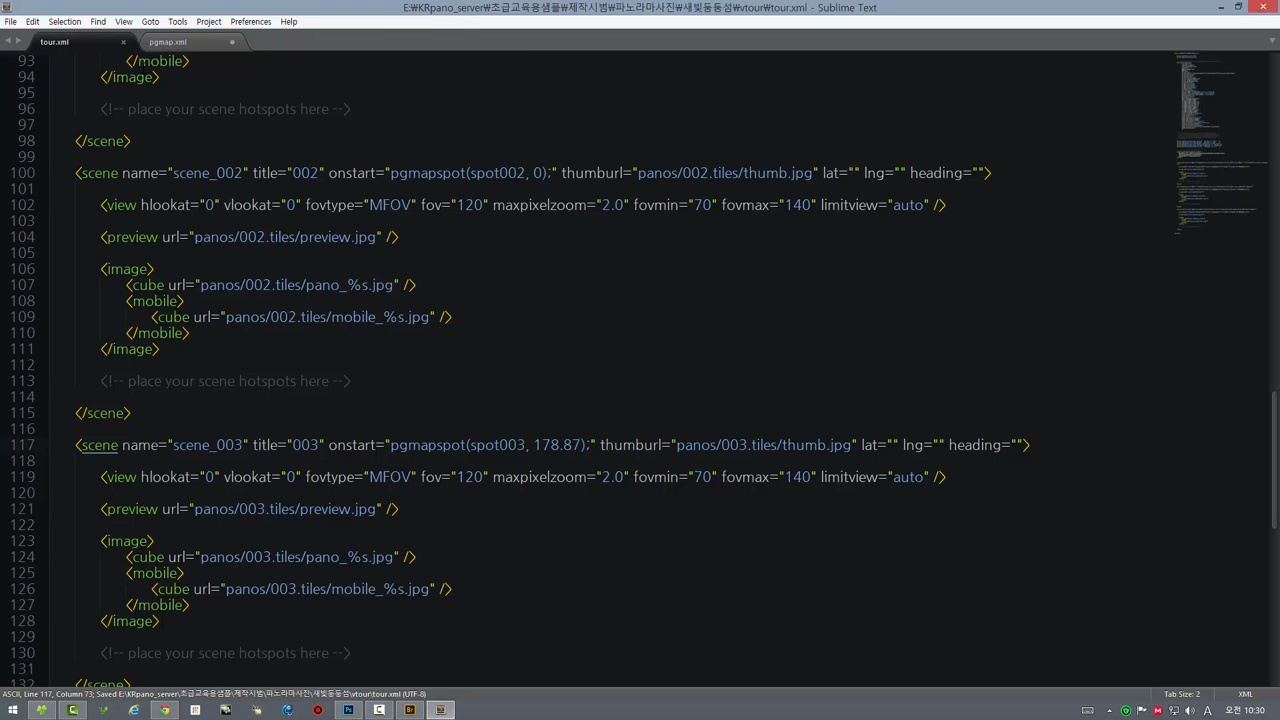 E:₩KRpano_server₩초급교육용샘플₩제작시범₩파노라마사진₩새빛둥둥섬₩vtour₩tour.xml - Sublime Text
File Edit Selection Find View Goto Tools Project Preferences Help
tour.xml × pgmap.xml
93 </mobile>
94 </image>
95
96 <!-- place your scene hotspots here -->
97
98 </scene>
99
100 <scene name="scene_002" title="002" onstart="pgmapspot(spot002, 0);" thumburl="panos/002.tiles/thumb.jpg" lat="" lng="" heading="">
101
102 <view hlookat="0" vlookat="0" fovtype="MFOV" fov="120" maxpixelzoom="2.0" fovmin="70" fovmax="140" limitview="auto" />
103
104 <preview url="panos/002.tiles/preview.jpg" />
105
106 <image>
107 <cube url="panos/002.tiles/pano_%s.jpg" />
108 <mobile>
109 <cube url="panos/002.tiles/mobile_%s.jpg" />
110 </mobile>
111 </image>
112
113 <!-- place your scene hotspots here -->
114
115 </scene>
116
117 <scene name="scene_003" title="003" onstart="pgmapspot(spot003, 178.87);" thumburl="panos/003.tiles/thumb.jpg" lat="" lng="" heading="">
118
119 <view hlookat="0" vlookat="0" fovtype="MFOV" fov="120" maxpixelzoom="2.0" fovmin="70" fovmax="140" limitview="auto" />
120
121 <preview url="panos/003.tiles/preview.jpg" />
122
123 <image>
124 <cube url="panos/003.tiles/pano_%s.jpg" />
125 <mobile>
126 <cube url="panos/003.tiles/mobile_%s.jpg" />
127 </mobile>
128 </image>
129
130 <!-- place your scene hotspots here -->
131
</scene>
ASCII, Line 117, Column 73; Saved E:₩KRpano_server₩초급교육용샘플₩제작시범₩파노라마사진₩새빛둥둥섬₩vtour₩tour.xml (UTF-8) Tab Size: 2 XML
Ps Br A 오전 10:30